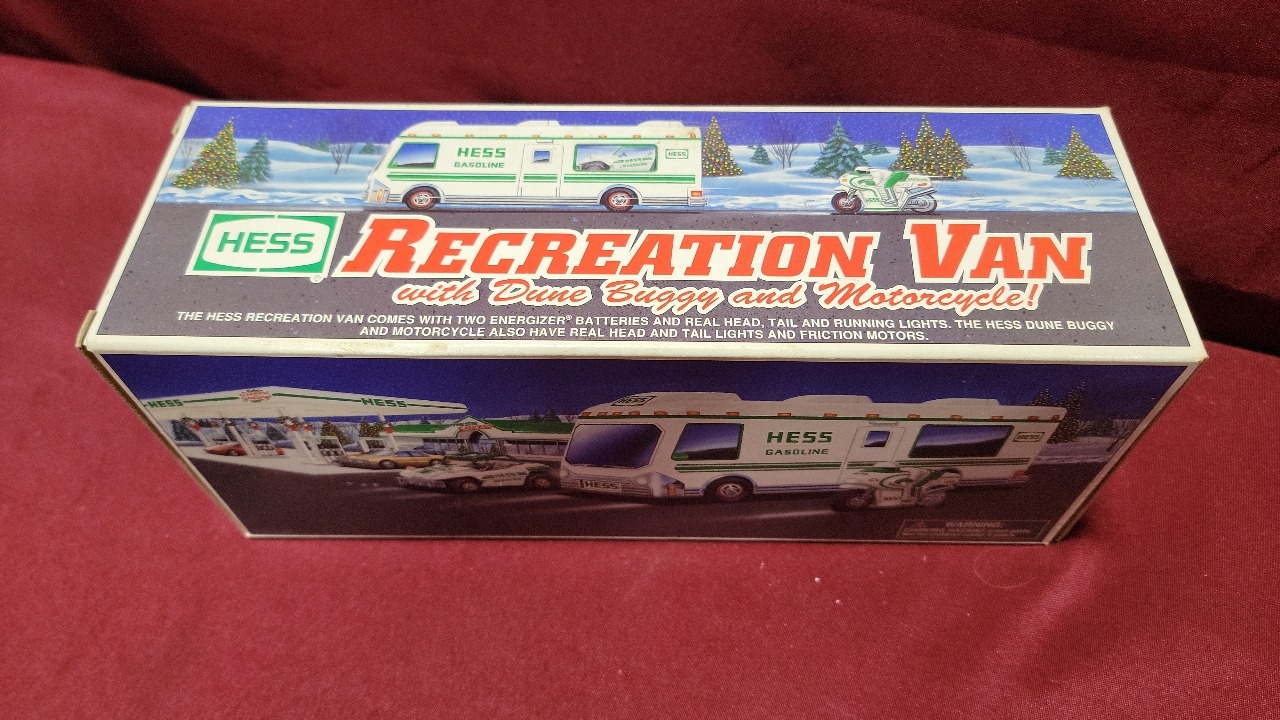 HESS
GASOLINE
HESS
HESS
RECREATION VAN
with Dune Buggy and Motorcycle!
THE HESS RECREATION VAN COMES WITH TWO ENERGIZER® BATTERIES AND REAL HEAD, TAIL AND RUNNING LIGHTS. THE HESS DUNE BUGGY
AND MOTORCYCLE ALSO HAVE REAL HEAD AND TAIL LIGHTS AND FRICTION MOTORS.
HESS
HESS
HESS
HESS
GASOLINE
HESS
HESS
WARNING: